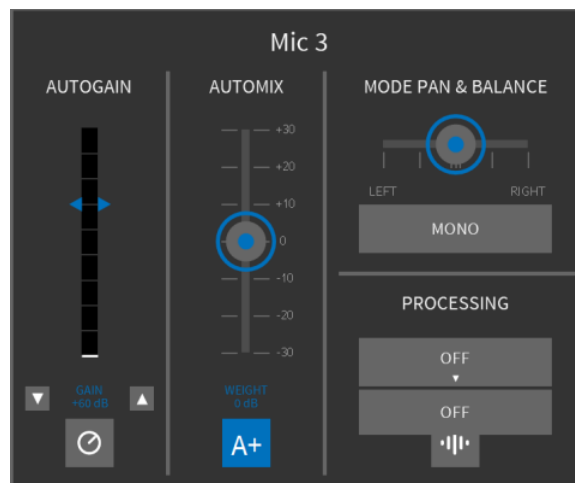 Mic 3
AUTOGAIN
GAIN
+60 dB
AUTOMIX
+30
+20
+10
0
-10
-20
-30
WEIGHT
0 dB
A+
MODE PAN & BALANCE
LEFT RIGHT
MONO
PROCESSING
OFF
OFF